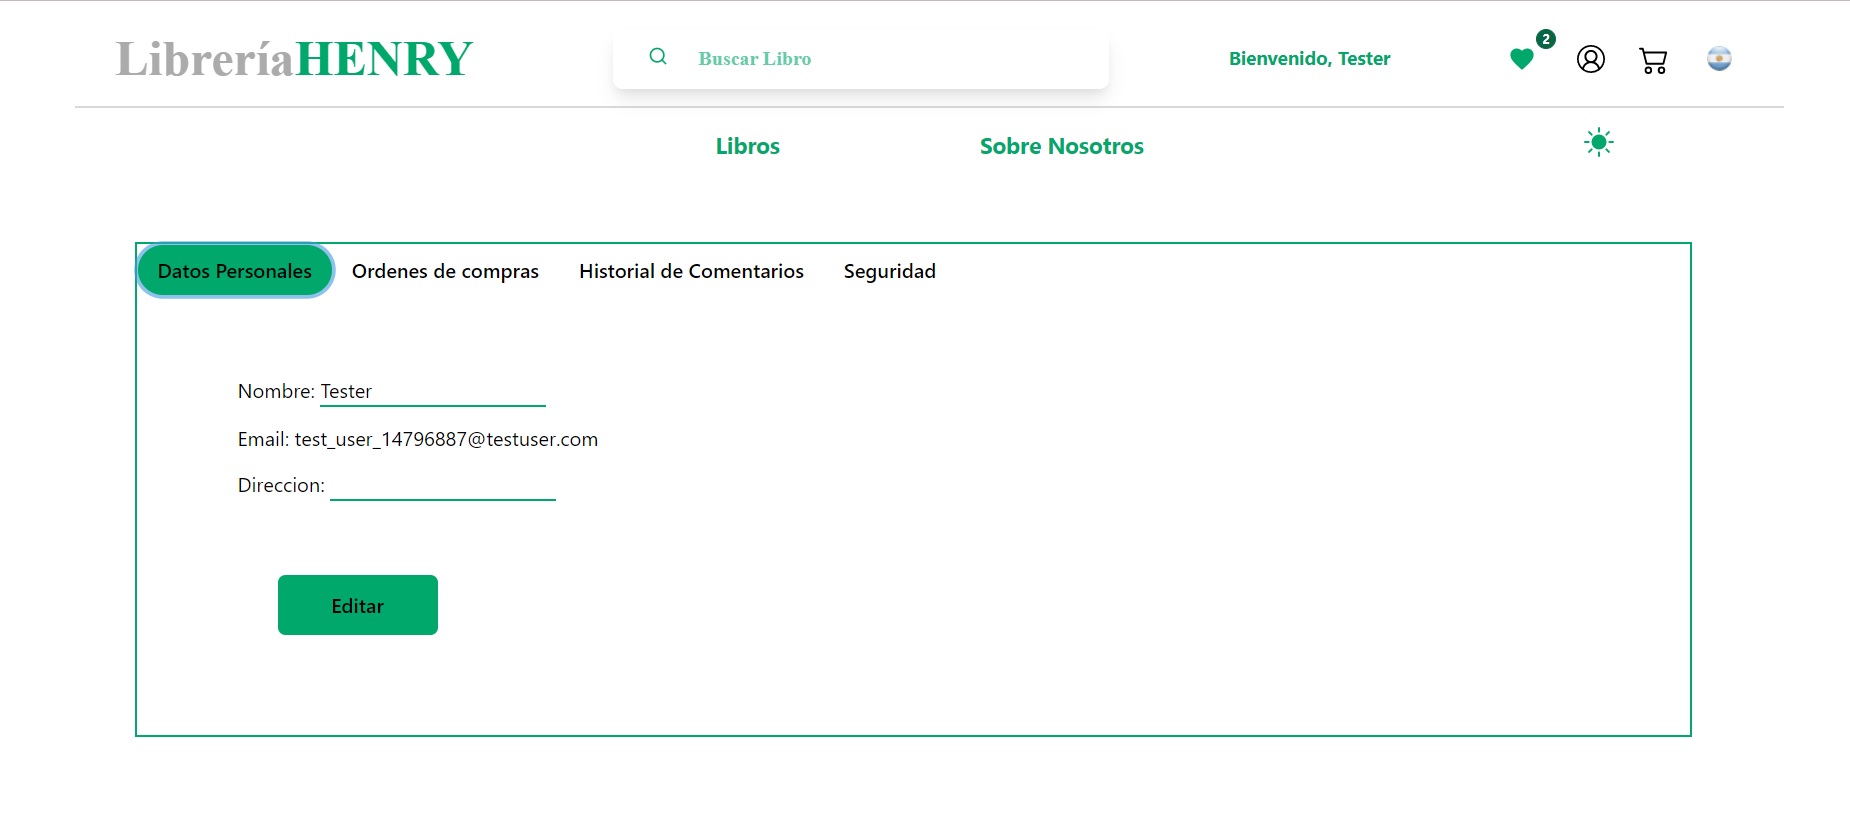 LibreríaHENRY
Buscar Libro
Bienvenido, Tester
2
Libros
Sobre Nosotros
Datos Personales
Ordenes de compras
Historial de Comentarios
Seguridad
Nombre: Tester
Email: test_user_14796887@testuser.com
Direccion:
Editar